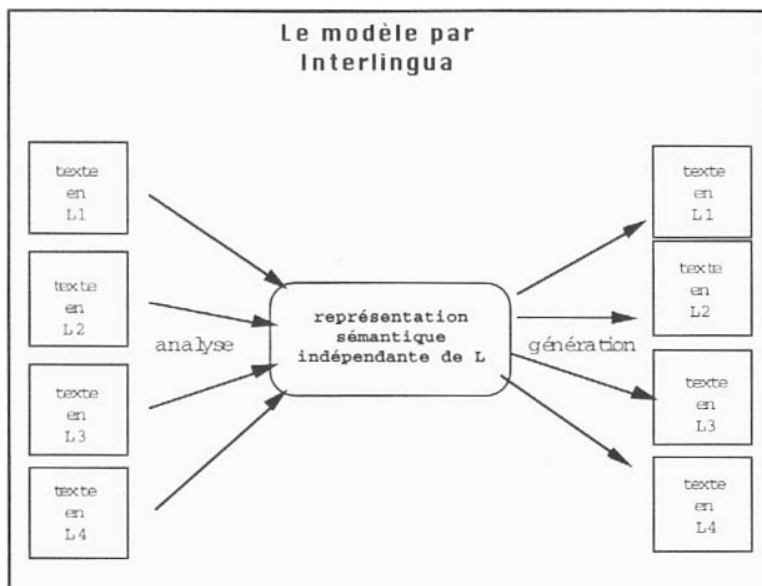 Le modèle par
Interlingua
texte
en
L1
texte
en
L2
texte
en
L3
texte
en
L4
analyse
représentation
sémantique
indépendante de L
génération
texte
en
L1
texte
en
L2
texte
en
L3
texte
en
L4